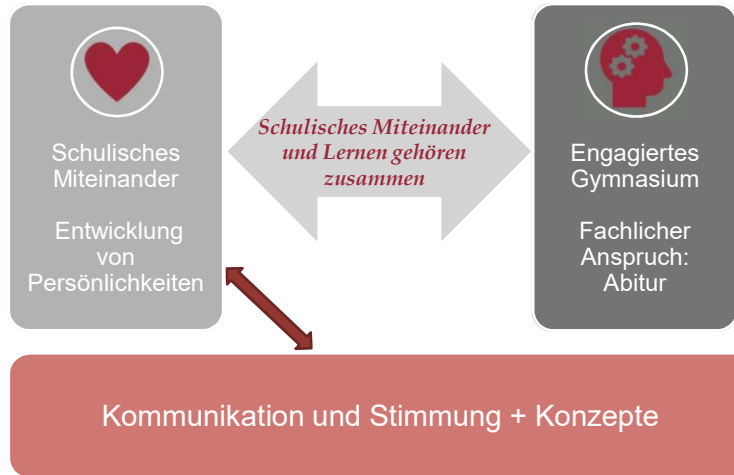 Schulisches
Miteinander
Entwicklung
von
Persönlichkeiten
Schulisches Miteinander
und Lernen gehören
zusammen
Engagiertes
Gymnasium
Fachlicher
Anspruch:
Abitur
Kommunikation und Stimmung + Konzepte